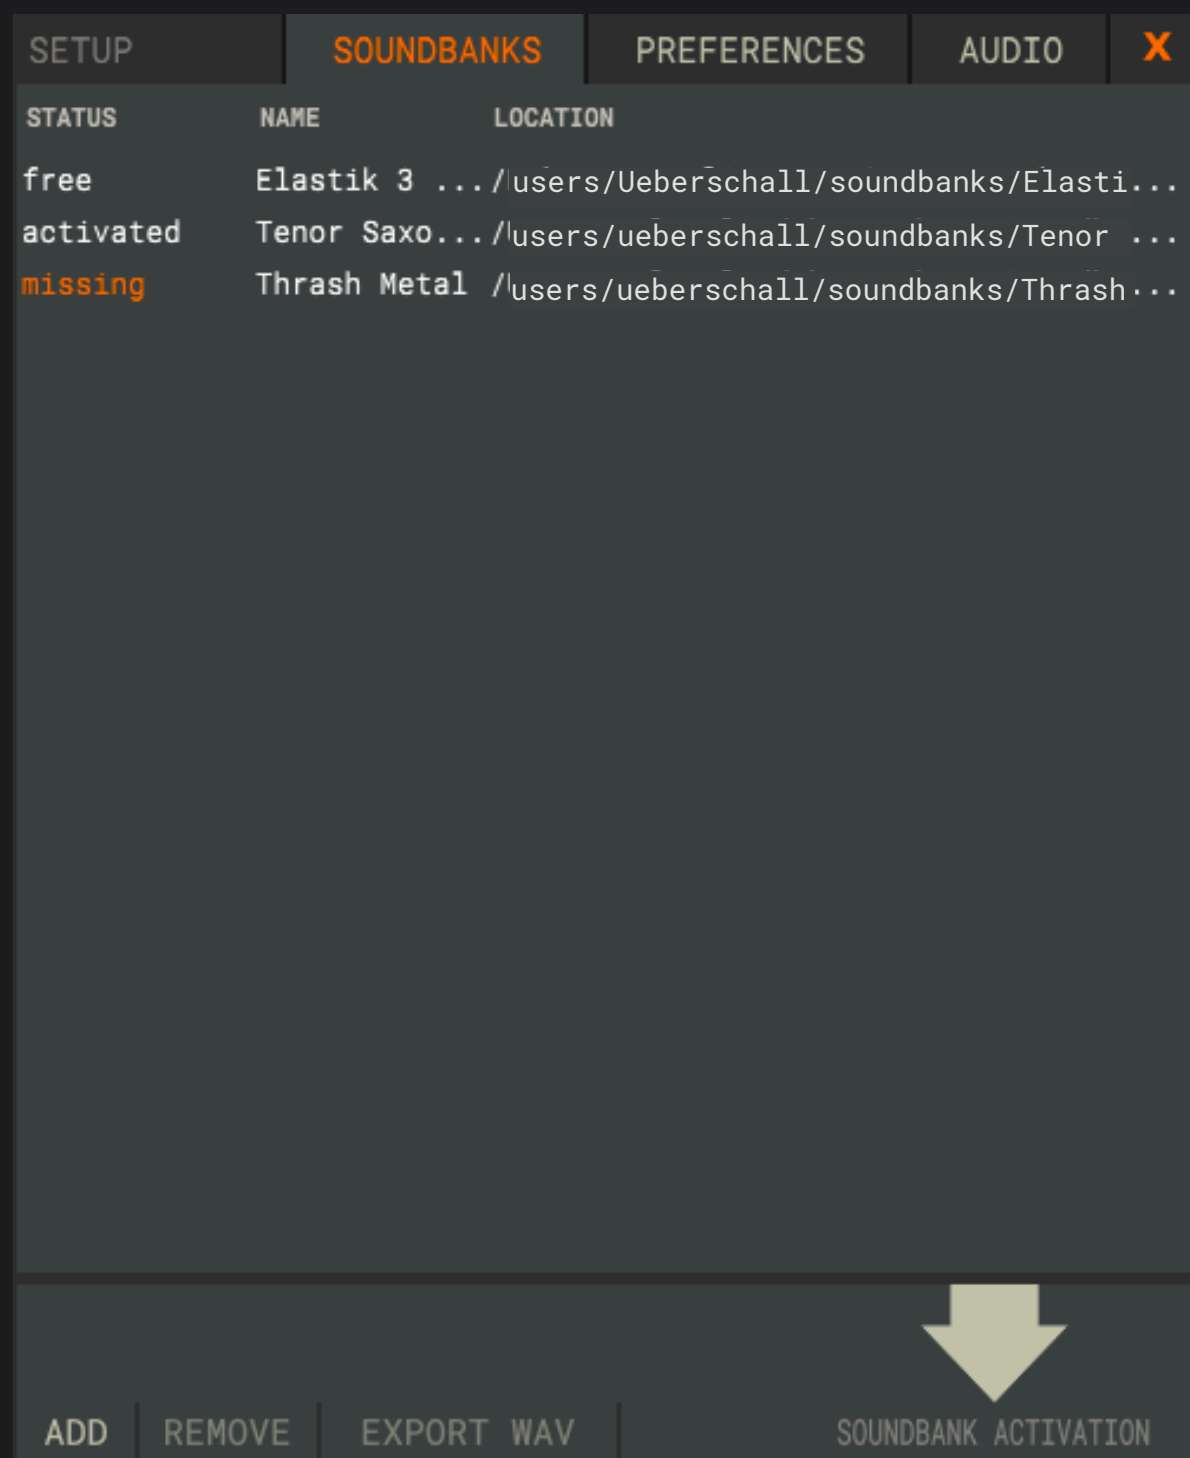 SETUP SOUNDBANKS PREFERENCES AUDIO X
STATUS NAME LOCATION
free Elastik 3 ... /users/Ueberschall/soundbanks/Elasti...
activated Tenor Saxo... /users/ueberschall/soundbanks/Tenor ...
missing Thrash Metal /users/ueberschall/soundbanks/Thrash...
ADD REMOVE EXPORT WAV SOUNDBANK ACTIVATION